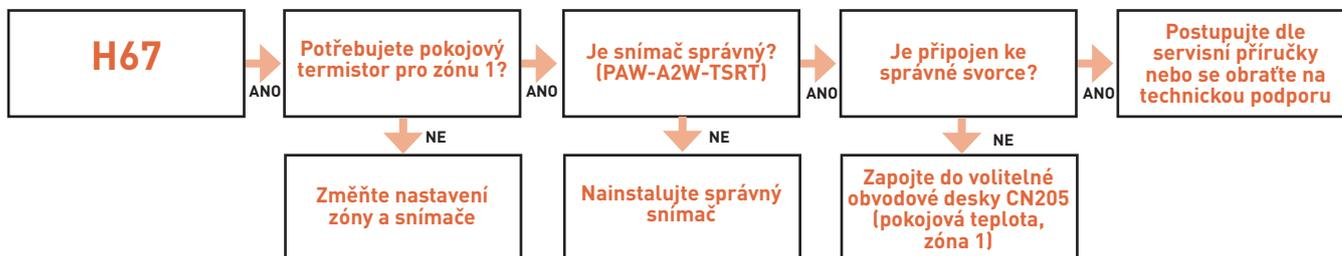 H67
ANO
Potřebujete pokojový
termistor pro zónu 1?
ANO
Je snímač správný?
(PAW-A2W-TSRT)
ANO
Je připojen ke
správné svorce?
ANO
Postupujte dle
servisní příručky
nebo se obraťte na
technickou podporu
NE
NE
NE
Změňte nastavení
zóny a snímače
Nainstalujte správný
snímač
Zapojte do volitelné
obvodové desky CN205
(pokojová teplota,
zóna 1)